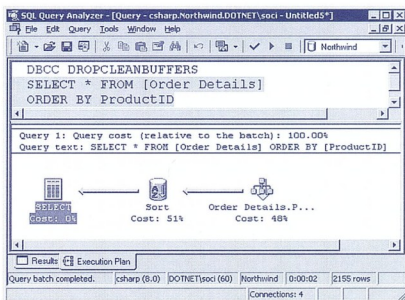 SQL Query Analyzer - [Query - csharp.Northwind.DOTNET\soci - Untitled5*]
File Edit Query Tools Window Help
Northwind
DBCC DROPCLEANBUFFERS
SELECT * FROM [Order Details]
ORDER BY ProductID
Query 1: Query cost (relative to the batch): 100.00%
Query text: SELECT * FROM [Order Details] ORDER BY [ProductID]
SELECT
Cost: 0%
Sort
Cost: 51%
Order Details.P...
Cost: 48%
Results
Execution Plan
Query batch completed.
csharp (8.0)
DOTNET\soci (60)
Northwind
0:00:02
2155 rows
Connections: 4